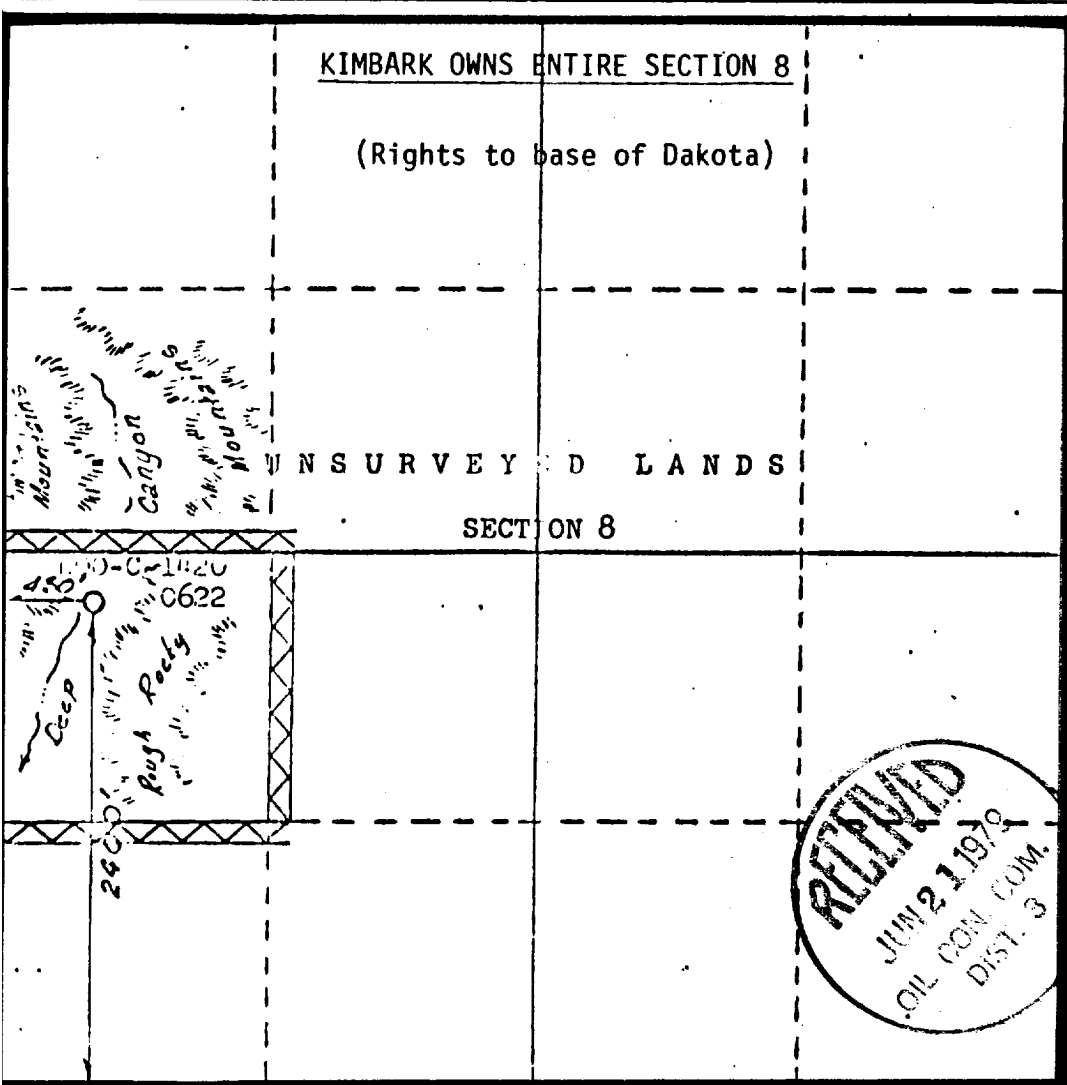 KIMBARK OWNS ENTIRE SECTION 8
(Rights to base of Dakota)
Mountains
Canyon
Mountains
UNSURVEYED LANDS
SECTION 8
0622
Deep
Rough Rocky
RECEIVED
JUN 21 1979
OIL CON. COM.
DIST. 3